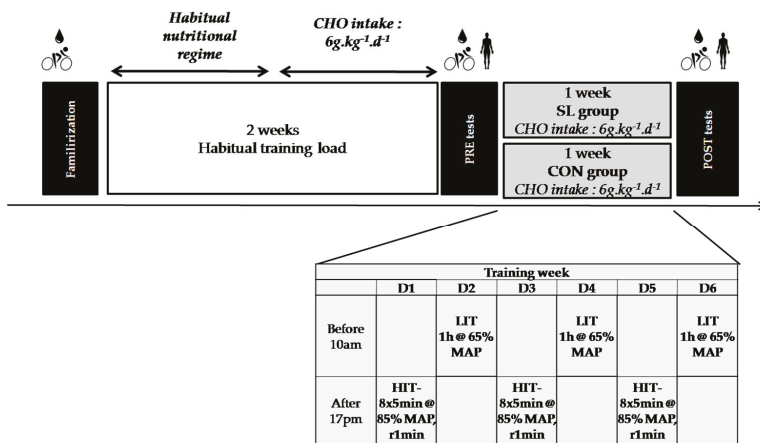 Habitual
nutritional
regime
CHO intake :
6g.kg-1.d-1
Familirization
2 weeks
Habitual training load
PRE tests
1 week
SL group
CHO intake : 6g.kg-1.d-1
1 week
CON group
CHO intake : 6g.kg-1.d-1
POST tests
Training week
D1 D2 D3 D4 D5 D6
Before
10am
LIT
1h @ 65%
MAP
LIT
1h @ 65%
MAP
LIT
1h @ 65%
MAP
After
17pm
HIT-
8x5min @
85% MAP,
r1min
HIT-
8x5min @
85% MAP,
r1min
HIT-
8x5min @
85% MAP,
r1min